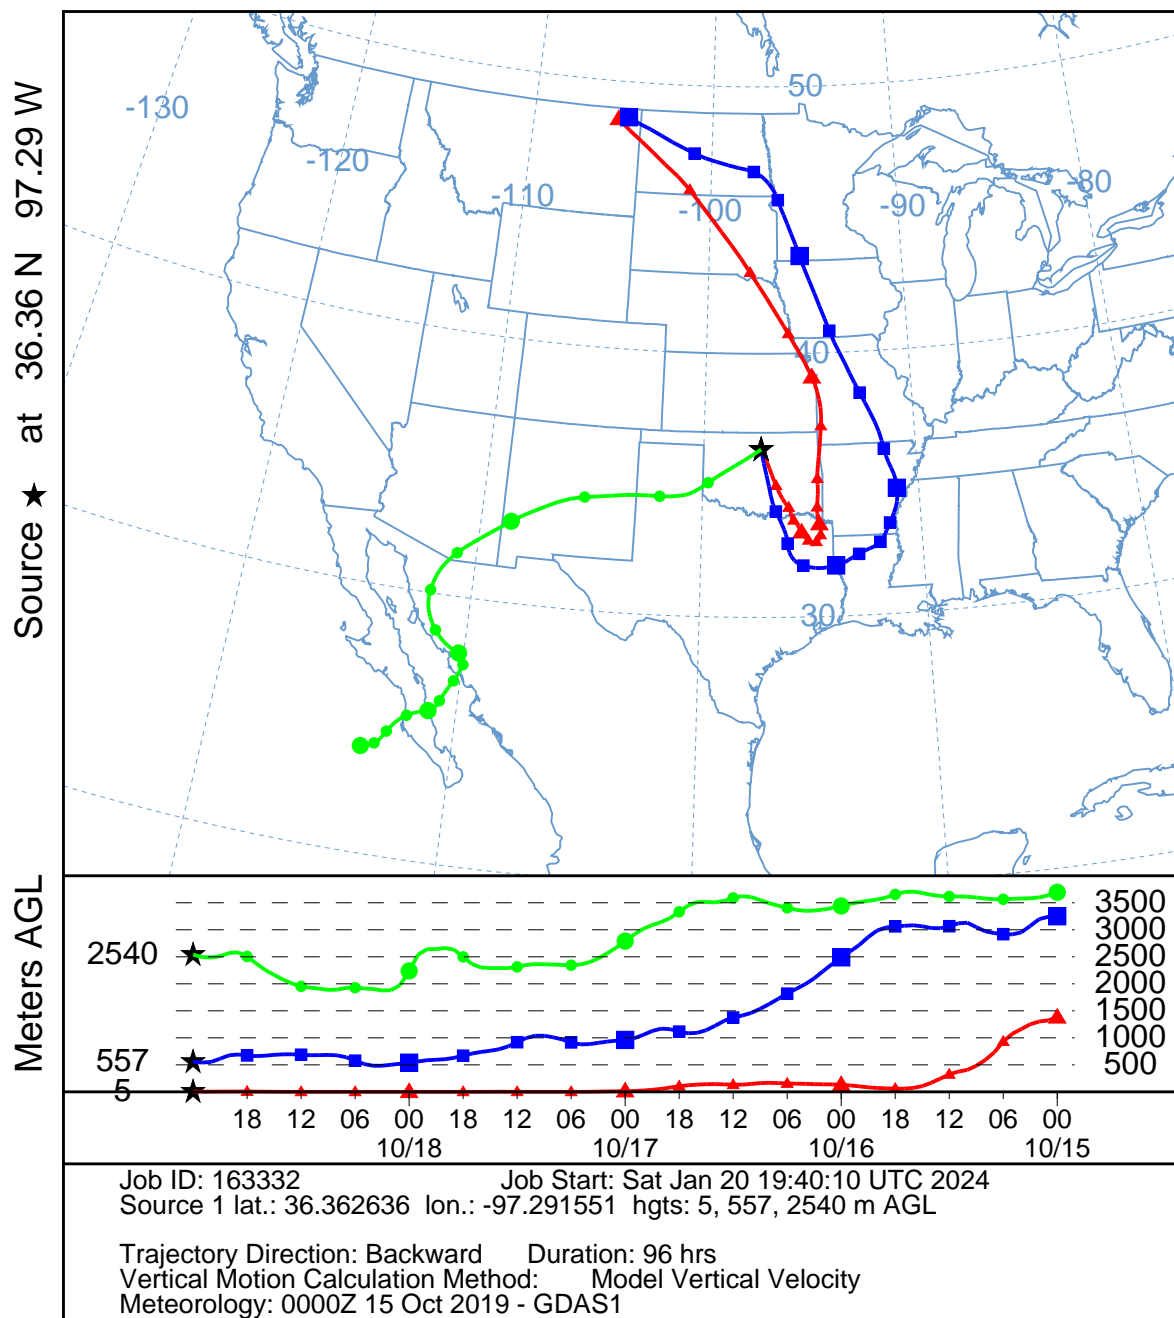 Source ★ at 36.36 N 97.29 W
50
-130
-120
-110
-100
-90
-80
40
30
Meters AGL
3500
3000
2540
2500
2000
1500
1000
557
500
5
18 12 06 00 18 12 06 00 18 12 06 00 18 12 06 00
10/18 10/17 10/16 10/15
Job ID: 163332 Job Start: Sat Jan 20 19:40:10 UTC 2024
Source 1 lat.: 36.362636 lon.: -97.291551 hgts: 5, 557, 2540 m AGL
Trajectory Direction: Backward Duration: 96 hrs
Vertical Motion Calculation Method: Model Vertical Velocity
Meteorology: 0000Z 15 Oct 2019 - GDAS1